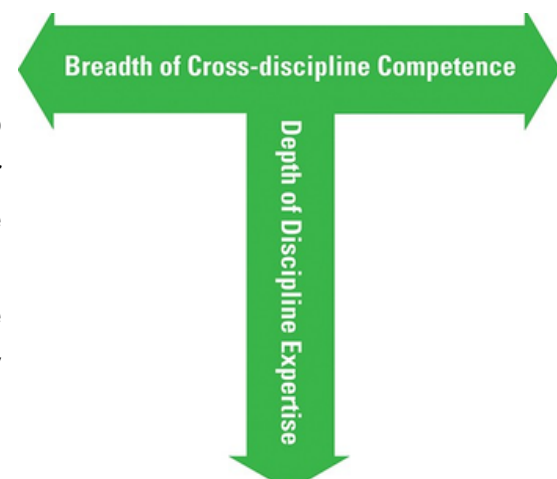 Breadth of Cross-discipline Competence
Depth of Discipline Expertise